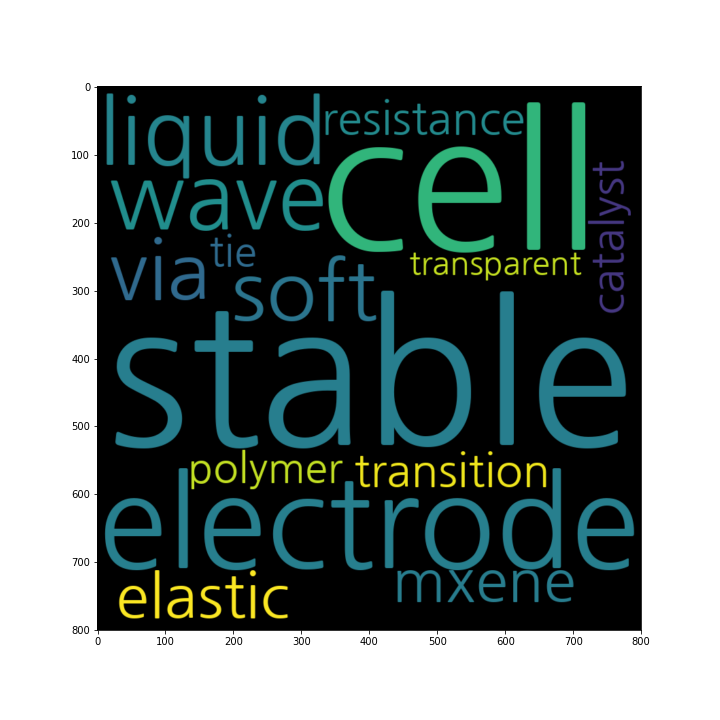 0
100
200
300
400
500
600
700
800
liquid
resistance
cell
wave
catalyst
via
tie
transparent
soft
stable
polymer
transition
electrode
elastic
mxene
0 100 200 300 400 500 600 700 800